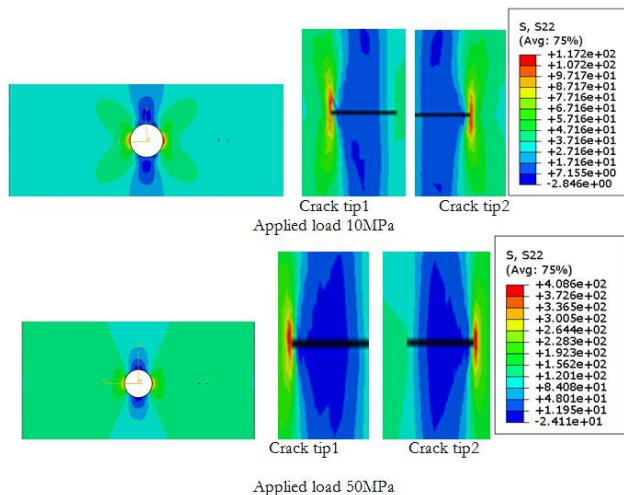 S, S22
(Avg: 75%)
+1.172e+02
+1.072e+02
+9.717e+01
+8.717e+01
+7.716e+01
+6.716e+01
+5.716e+01
+4.716e+01
+3.716e+01
+2.716e+01
+1.716e+01
+7.155e+00
-2.846e+00
Crack tip1 Crack tip2
Applied load 10MPa
S, S22
(Avg: 75%)
+4.086e+02
+3.726e+02
+3.365e+02
+3.005e+02
+2.644e+02
+2.283e+02
+1.923e+02
+1.562e+02
+1.201e+02
+8.408e+01
+4.801e+01
+1.195e+01
-2.411e+01
Crack tip1 Crack tip2
Applied load 50MPa